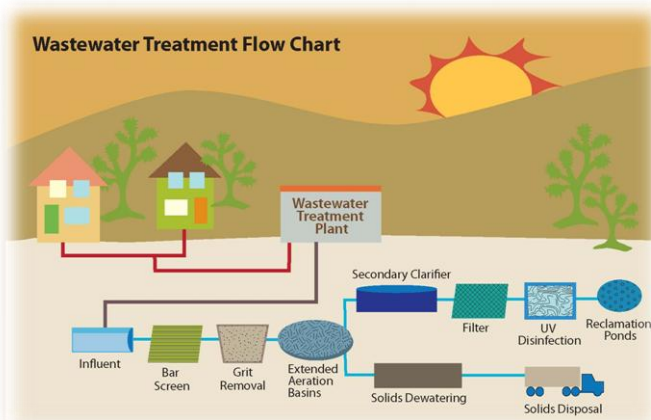 Wastewater Treatment Flow Chart
Wastewater
Treatment
Plant
Secondary Clarifier
Filter
UV
Disinfection
Reclamation
Ponds
Influent
Bar
Screen
Grit
Removal
Extended
Aeration
Basins
Solids Dewatering
Solids Disposal